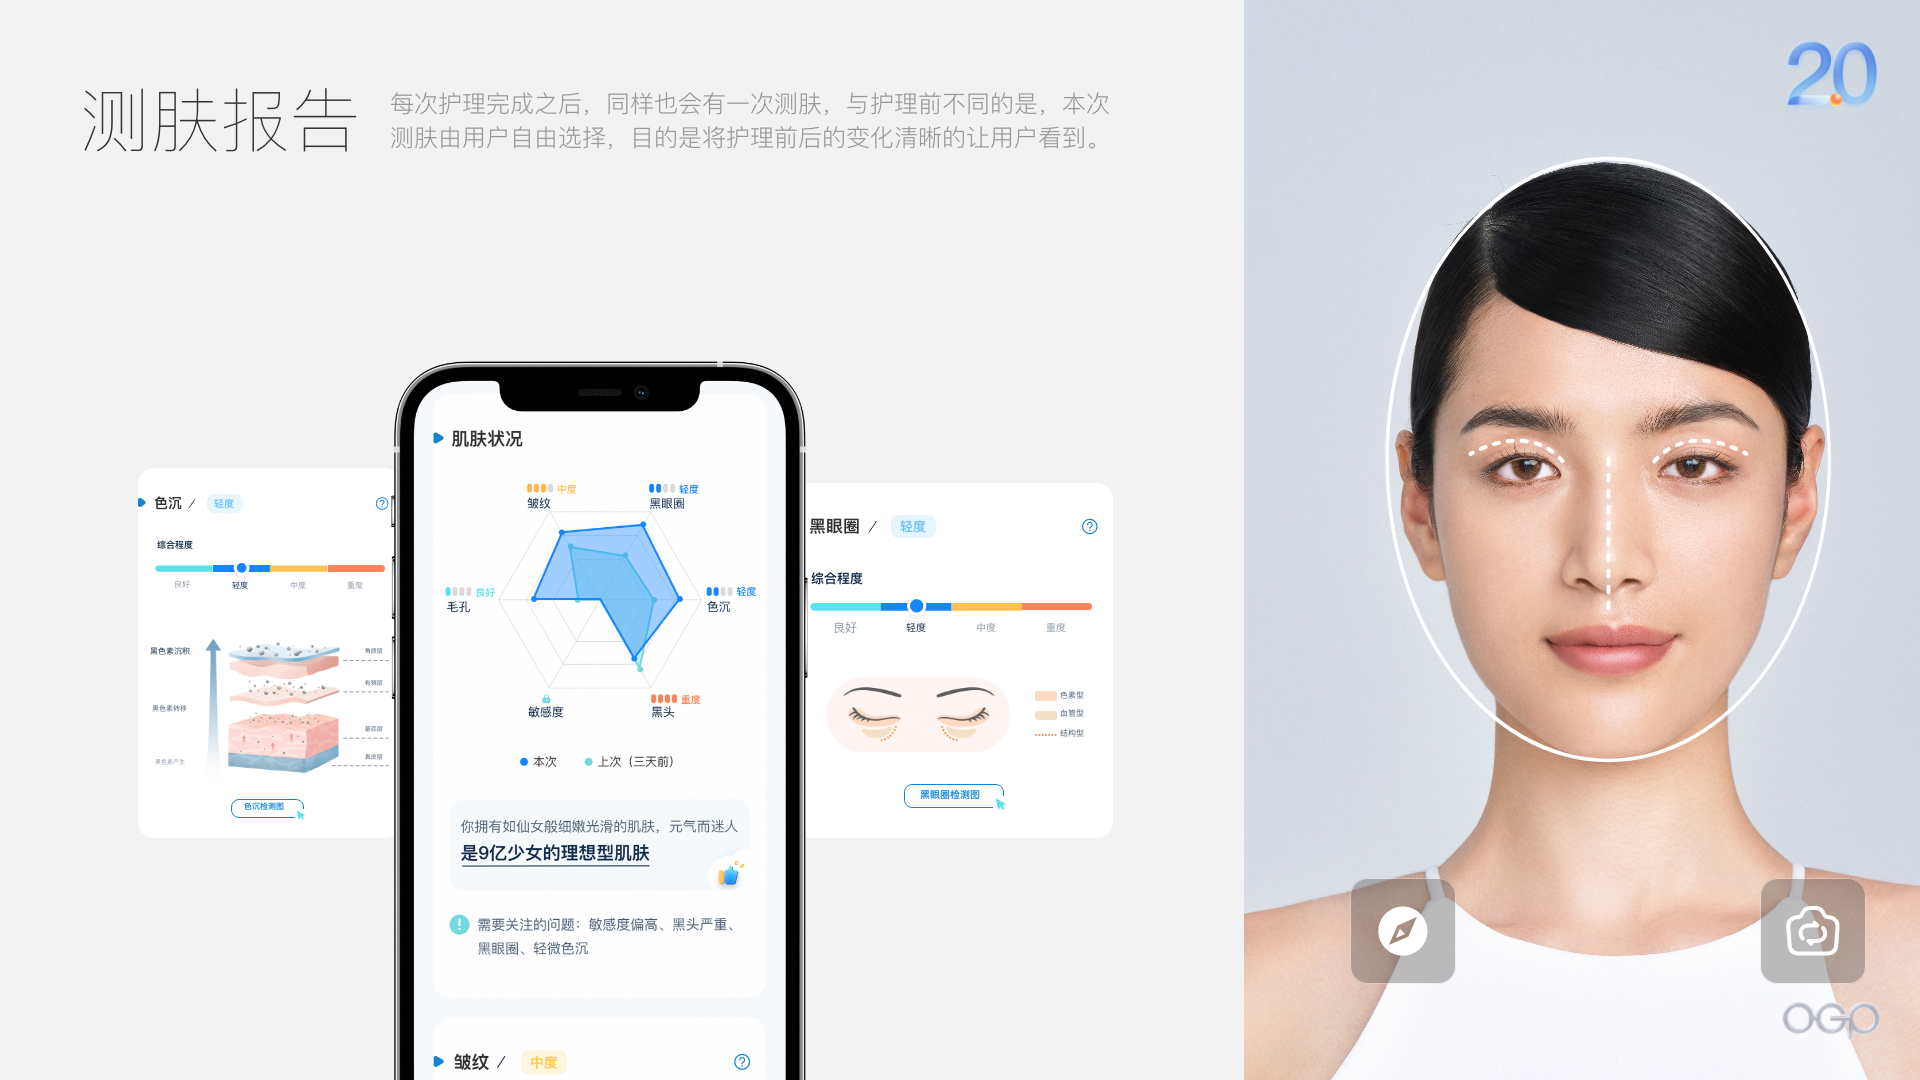 测肤报告
每次护理完成之后，同样也会有一次测肤，与护理前不同的是，本次
测肤由用户自由选择，目的是将护理前后的变化清晰的让用户看到。
2.0
色沉 / 轻度
综合程度
良好 轻度 中度 重度
黑色素沉积
黑色素转移
黑色素产生
角质层
有棘层
基底层
真皮层
色沉检测图
肌肤状况
中度
皱纹
轻度
黑眼圈
良好
毛孔
轻度
色沉
敏感度
重度
黑头
本次 上次（三天前）
你拥有如仙女般细嫩光滑的肌肤，元气而迷人
是9亿少女的理想型肌肤
需要关注的问题：敏感度偏高、黑头严重、
黑眼圈、轻微色沉
皱纹 / 中度
黑眼圈 / 轻度
综合程度
良好 轻度 中度 重度
色素型
血管型
结构型
黑眼圈检测图
OGP